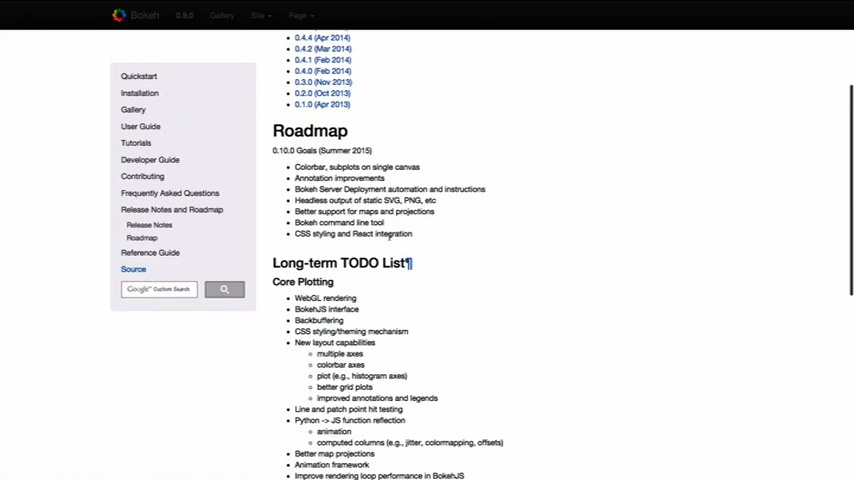 Bokeh 0.9.0 Gallery Site Page
0.4.4 (Apr 2014)
0.4.2 (Mar 2014)
0.4.1 (Feb 2014)
0.4.0 (Feb 2014)
0.3.0 (Nov 2013)
0.2.0 (Oct 2013)
0.1.0 (Apr 2013)
Quickstart
Installation
Gallery
User Guide
Tutorials
Developer Guide
Contributing
Frequently Asked Questions
Release Notes and Roadmap
Release Notes
Roadmap
Reference Guide
Source
Google Custom Search
Roadmap
0.10.0 Goals (Summer 2015)
Colorbar, subplots on single canvas
Annotation improvements
Bokeh Server Deployment automation and instructions
Headless output of static SVG, PNG, etc
Better support for maps and projections
Bokeh command line tool
CSS styling and React integration
Long-term TODO List¶
Core Plotting
WebGL rendering
BokehJS interface
Backbuffering
CSS styling/theming mechanism
New layout capabilities
multiple axes
colorbar axes
plot (e.g., histogram axes)
better grid plots
improved annotations and legends
Line and patch point hit testing
Python -> JS function reflection
animation
computed columns (e.g., jitter, colormapping, offsets)
Better map projections
Animation framework
Improve rendering loop performance in BokehJS